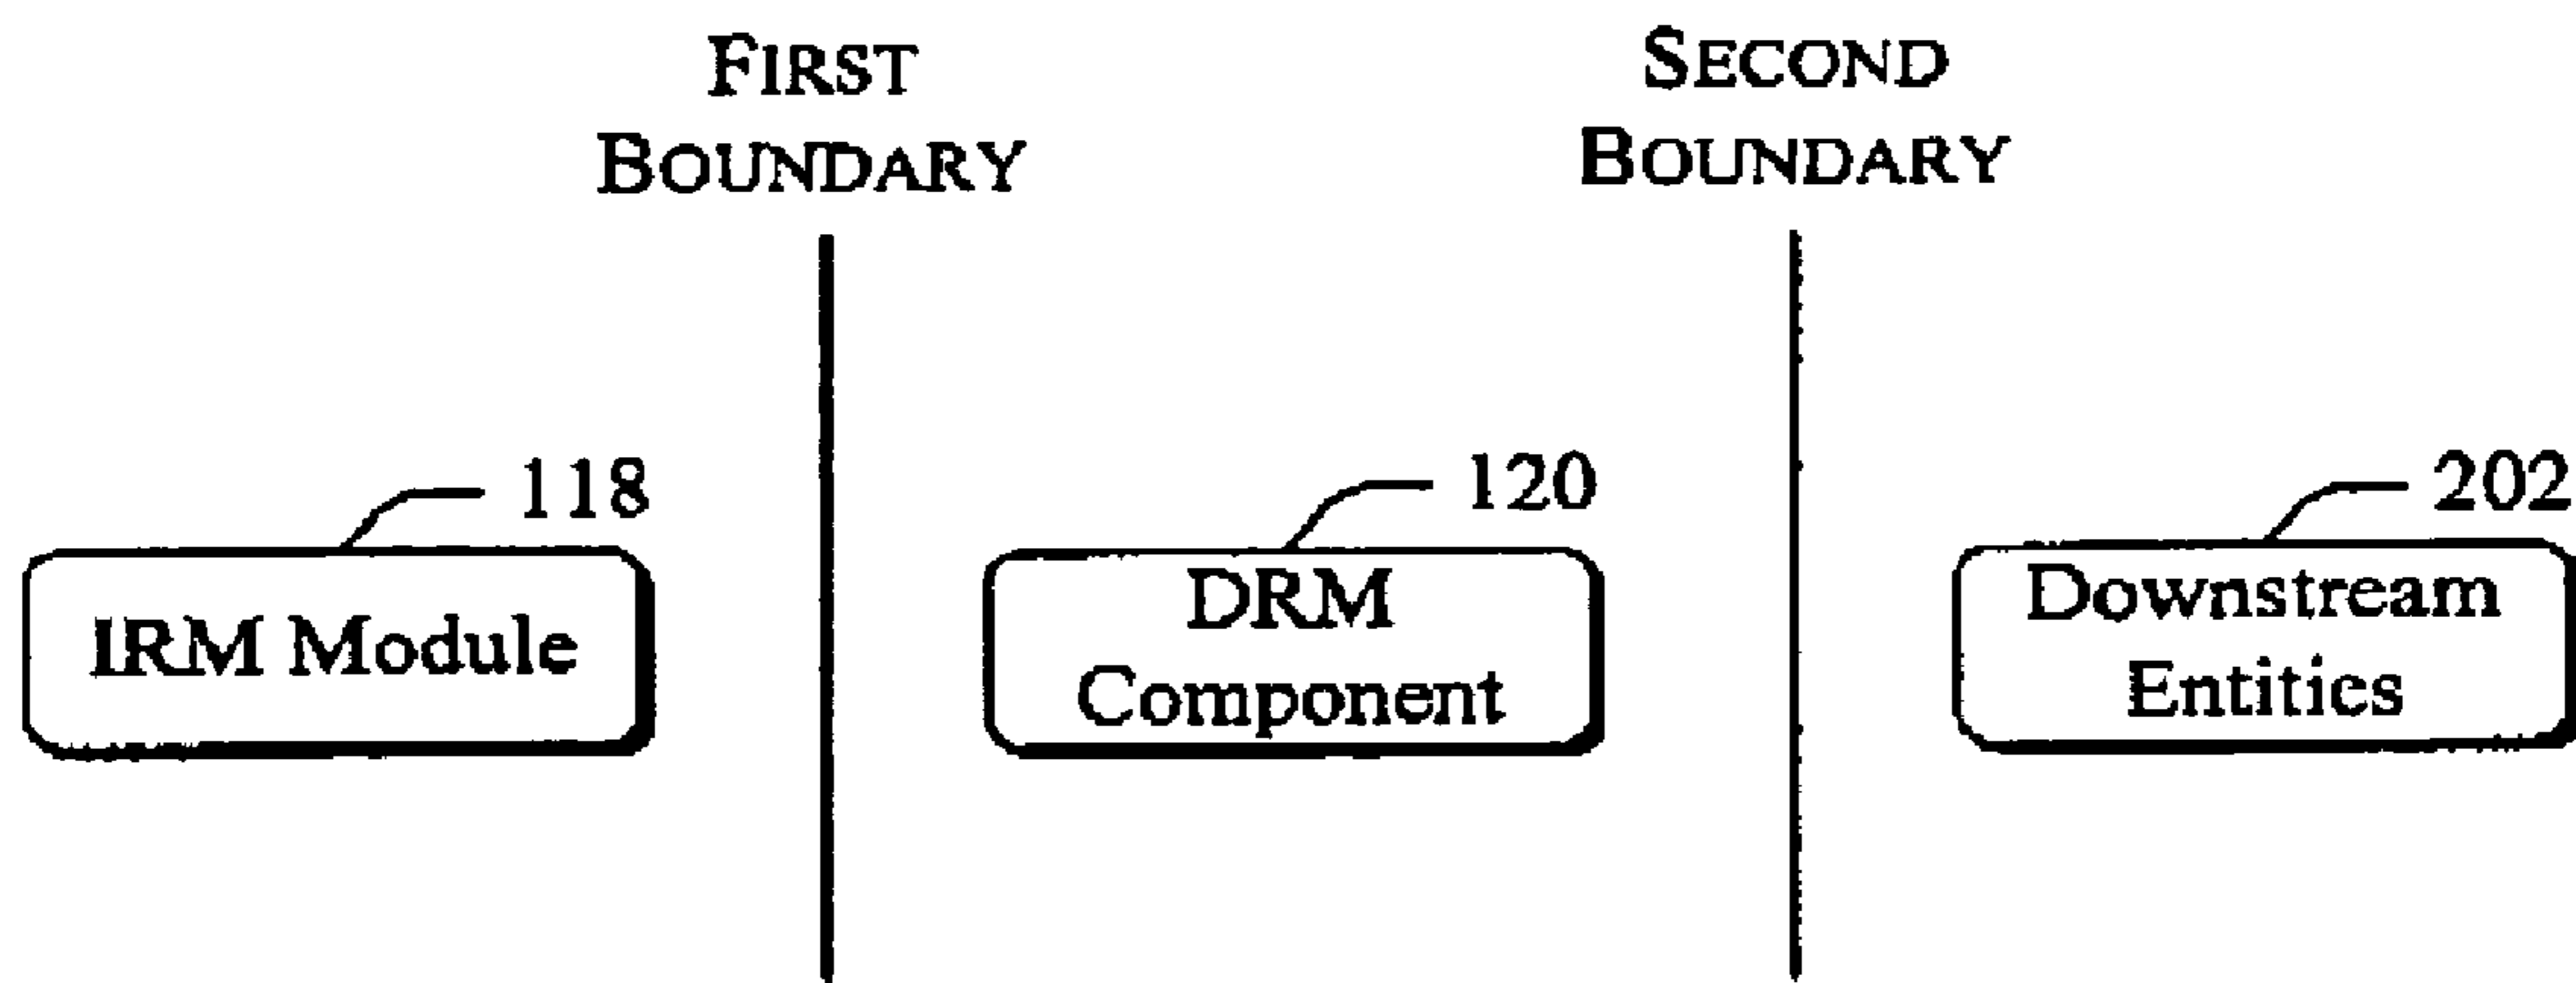 FIRST
BOUNDARY
SECOND
BOUNDARY
118
120
202
IRM Module
DRM
Component
Downstream
Entities